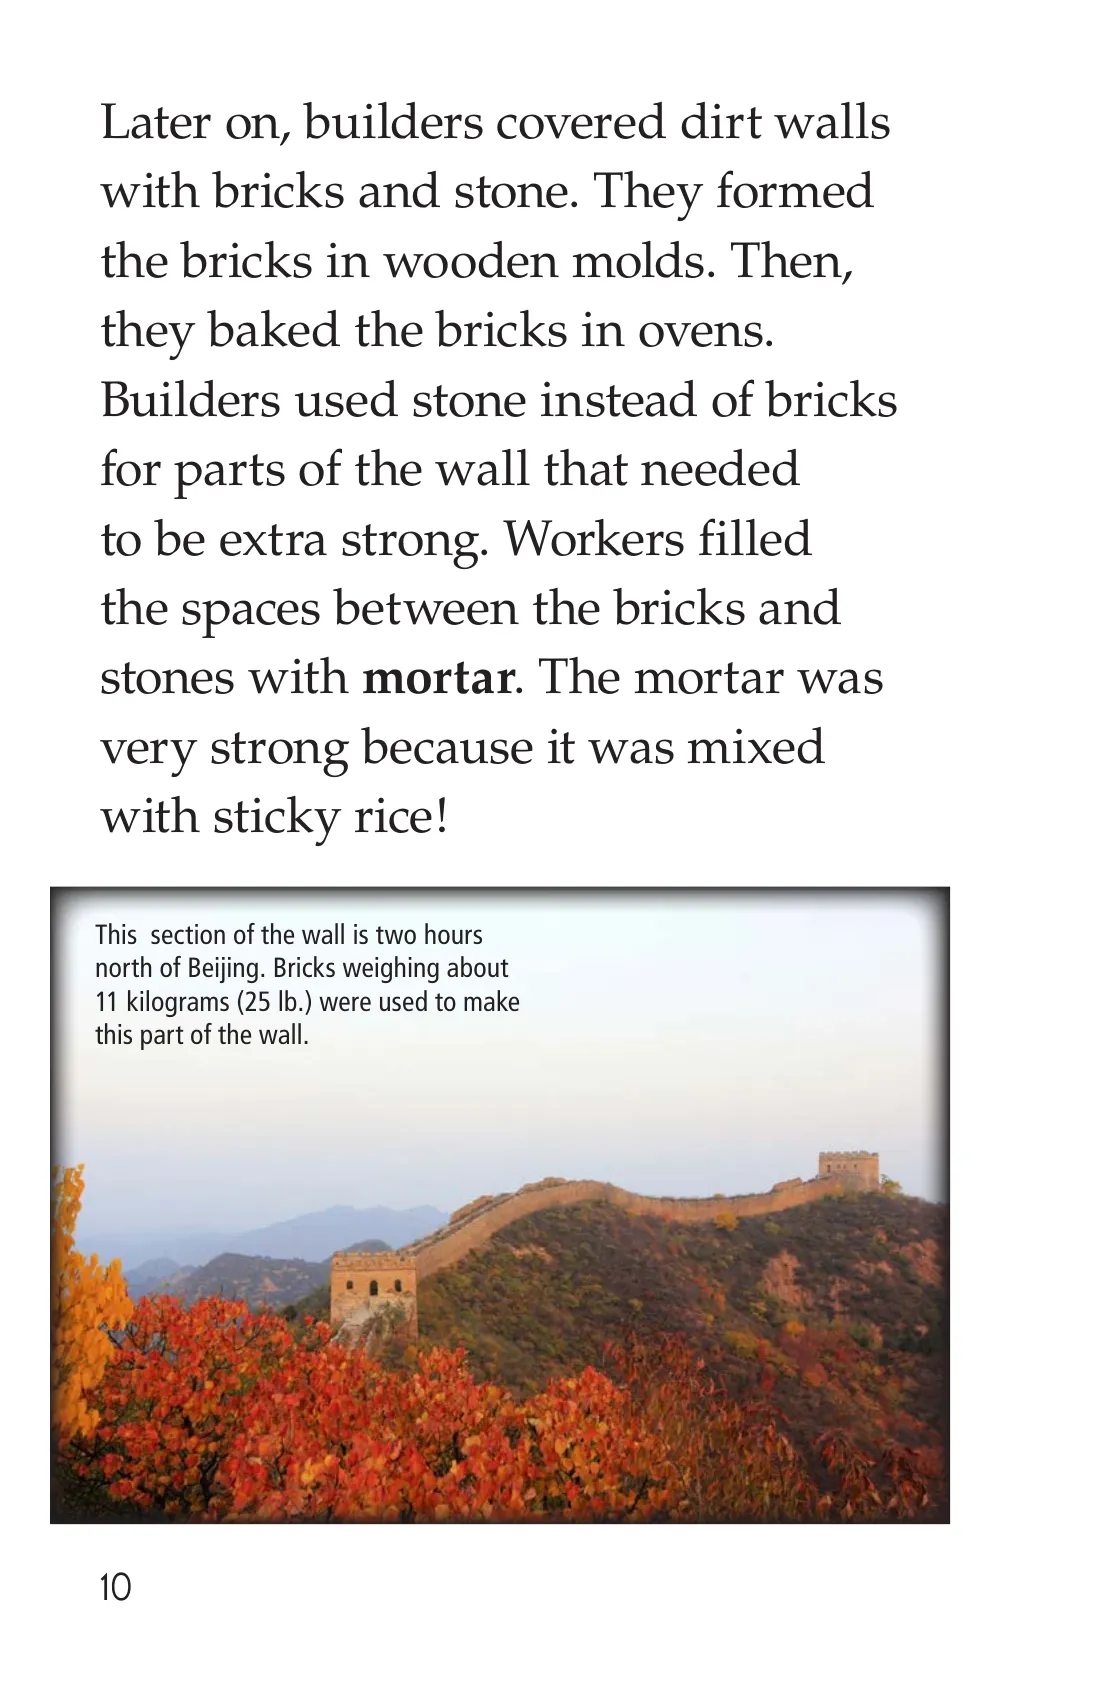 Later on, builders covered dirt walls
with bricks and stone. They formed
the bricks in wooden molds. Then,
they baked the bricks in ovens.
Builders used stone instead of bricks
for parts of the wall that needed
to be extra strong. Workers filled
the spaces between the bricks and
stones with mortar. The mortar was
very strong because it was mixed
with sticky rice!
This section of the wall is two hours
north of Beijing. Bricks weighing about
11 kilograms (25 lb.) were used to make
this part of the wall.
10